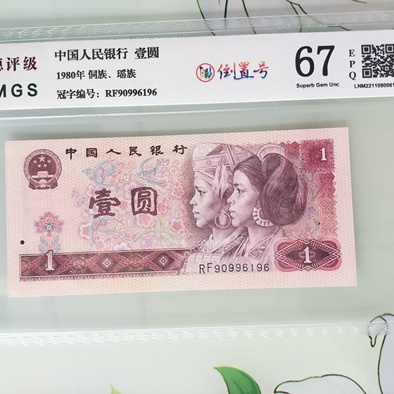 德评级
MGS
中国人民银行 壹圆
1980年 侗族、瑶族
冠字编号：RF90996196
倒置号
67
Superb Gem Unc
EPQ
中国人民银行
壹圆
1
1
1
RF90996196